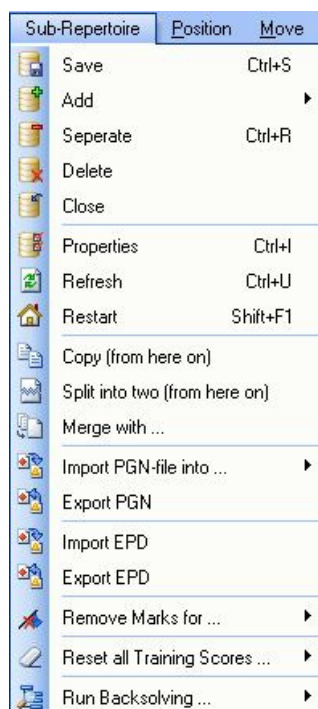 Sub-Repertoire Position Move
Save Ctrl+S
Add
Seperate Ctrl+R
Delete
Close
Properties Ctrl+I
Refresh Ctrl+U
Restart Shift+F1
Copy (from here on)
Split into two (from here on)
Merge with ...
Import PGN-file into ...
Export PGN
Import EPD
Export EPD
Remove Marks for ...
Reset all Training Scores ...
Run Backsolving ...